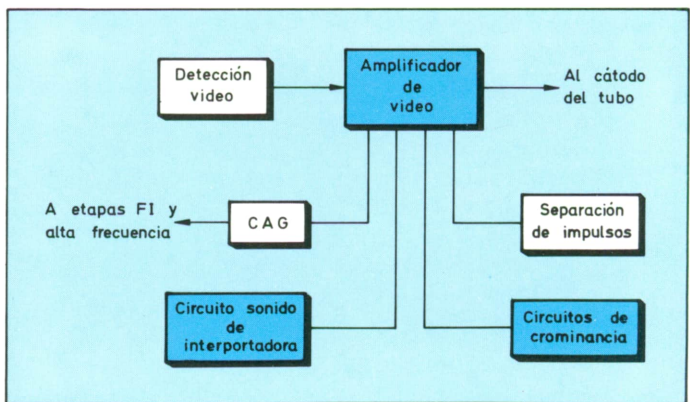 Detección
video
Amplificador
de
video
Al cátodo
del tubo
A etapas FI y
alta frecuencia
CAG
Separación
de impulsos
Circuito sonido
de
interportadora
Circuitos de
crominancia